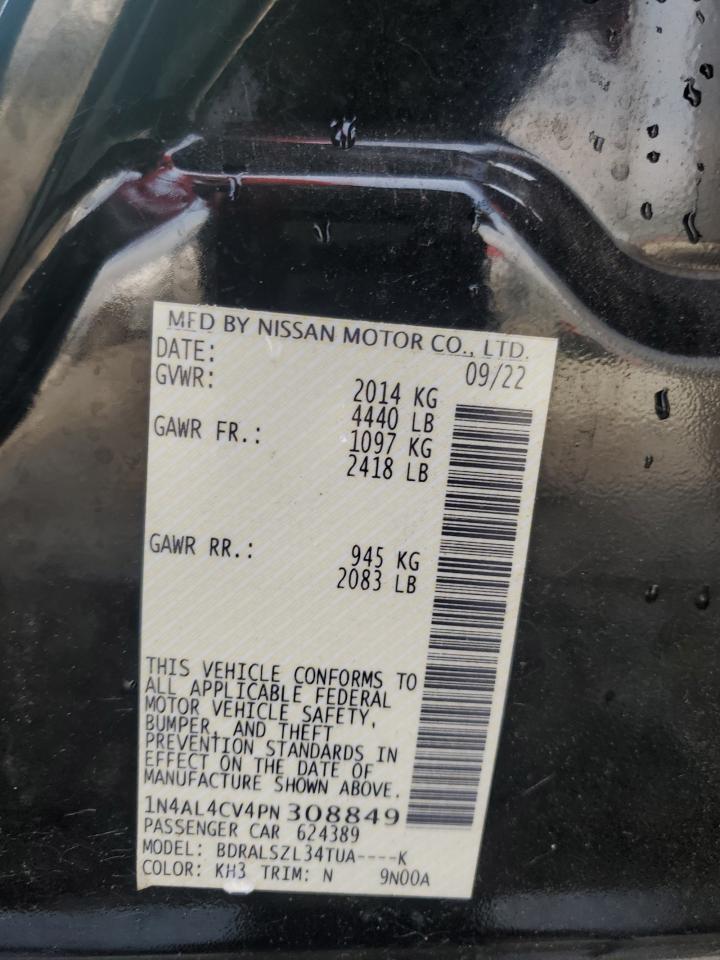 MFD BY NISSAN MOTOR CO., LTD.
DATE: 09/22
GVWR: 2014 KG
4440 LB
GAWR FR.: 1097 KG
2418 LB
GAWR RR.: 945 KG
2083 LB
THIS VEHICLE CONFORMS TO
ALL APPLICABLE FEDERAL
MOTOR VEHICLE SAFETY,
BUMPER, AND THEFT
PREVENTION STANDARDS IN
EFFECT ON THE DATE OF
MANUFACTURE SHOWN ABOVE.
1N4AL4CV4PN308849
PASSENGER CAR 624389
MODEL: BDRALSZL34TUA----K
COLOR: KH3 TRIM: N 9N00A